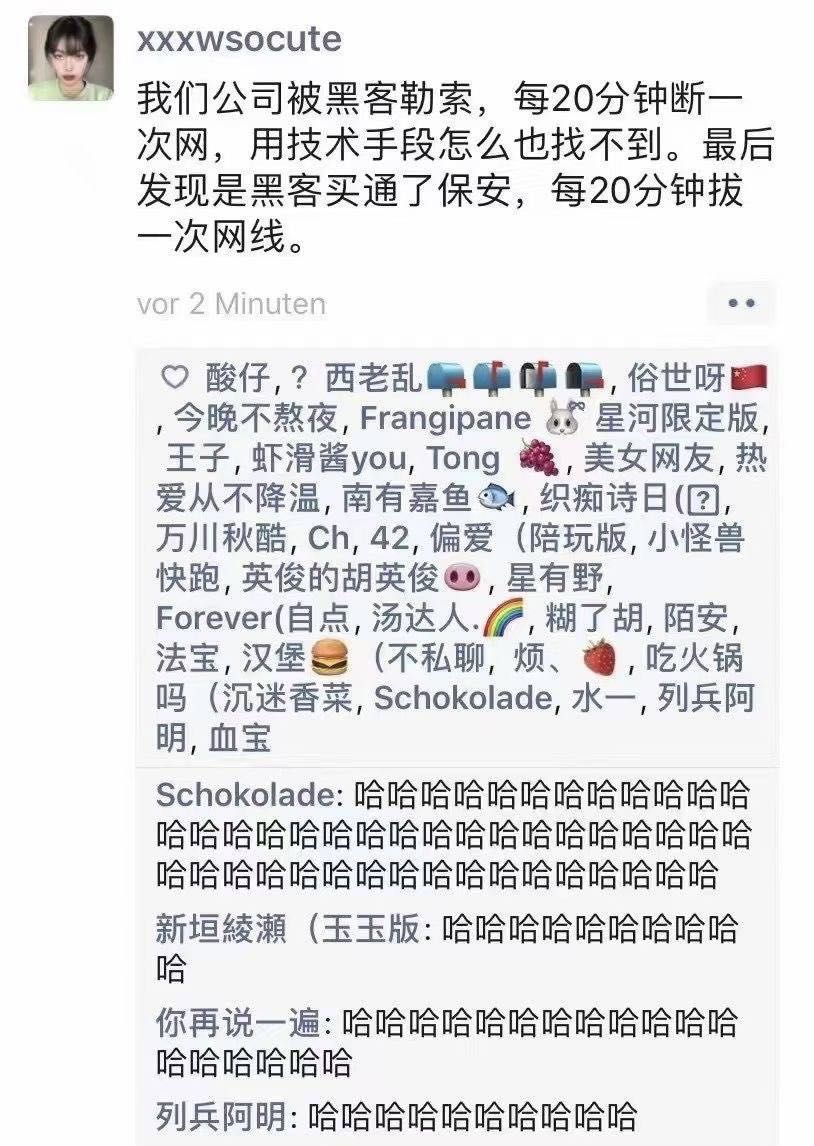 xxxwsocute
我们公司被黑客勒索，每20分钟断一
次网，用技术手段怎么也找不到。最后
发现是黑客买通了保安，每20分钟拔
一次网线。
vor 2 Minuten
♡ 酸仔, ? 西老乱📪📫📬📭, 俗世呀🇨🇳
, 今晚不熬夜, Frangipane 🐰 星河限定版,
王子, 虾滑酱you, Tong 🍇, 美女网友, 热
爱从不降温, 南有嘉鱼🐟, 织痴诗日(?,
万川秋酷, Ch, 42, 偏爱（陪玩版, 小怪兽
快跑, 英俊的胡英俊🐽, 星有野,
Forever(自点, 汤达人.🌈, 糊了胡, 陌安,
法宝, 汉堡🍔（不私聊, 烦、🍓, 吃火锅
吗（沉迷香菜, Schokolade, 水一, 列兵阿
明, 血宝
Schokolade: 哈哈哈哈哈哈哈哈哈哈哈哈
哈哈哈哈哈哈哈哈哈哈哈哈哈哈哈哈哈哈
哈哈哈哈哈哈哈哈哈哈哈哈哈哈哈哈哈
新垣綾瀬（玉玉版: 哈哈哈哈哈哈哈哈哈
哈
你再说一遍: 哈哈哈哈哈哈哈哈哈哈哈哈
哈哈哈哈哈哈
列兵阿明: 哈哈哈哈哈哈哈哈哈哈